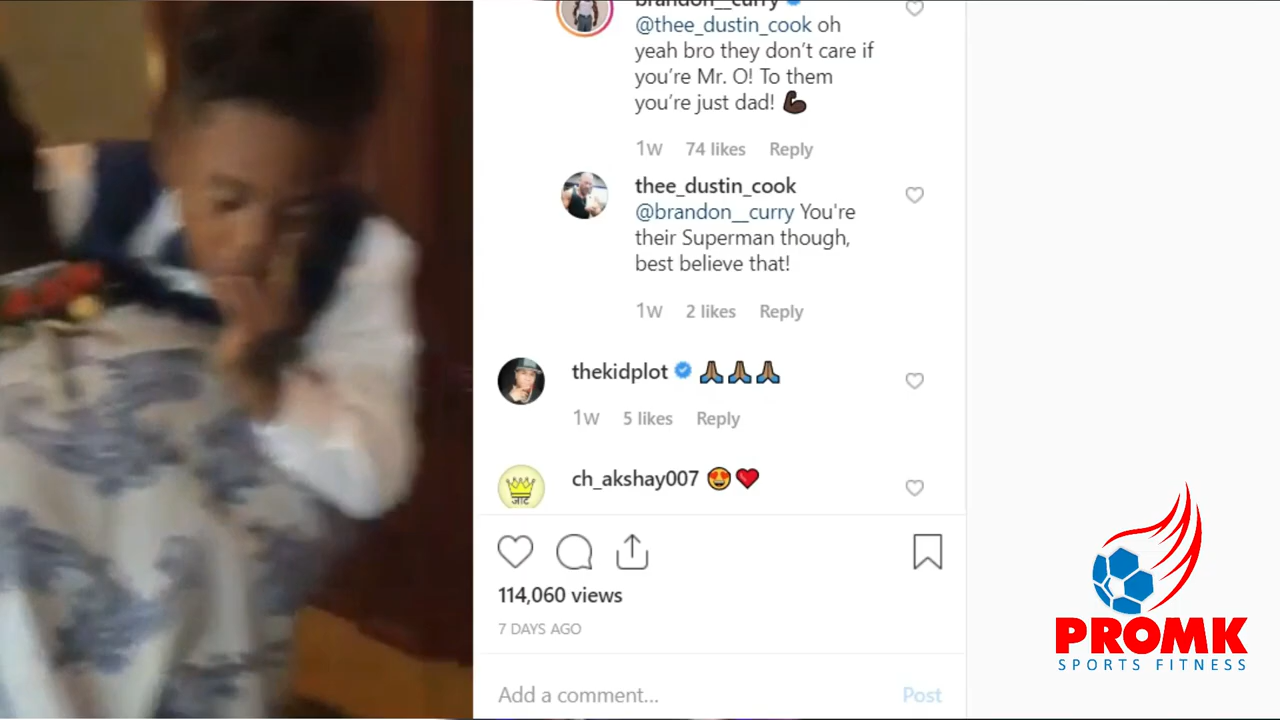 brandon__curry
@thee_dustin_cook oh
yeah bro they don't care if
you're Mr. O! To them
you're just dad! 💪🏿
1w 74 likes Reply
thee_dustin_cook
@brandon__curry You're
their Superman though,
best believe that!
1w 2 likes Reply
thekidplot 🙏🏽🙏🏽🙏🏽
1w 5 likes Reply
ch_akshay007 😍❤️
जाट
114,060 views
7 DAYS AGO
Add a comment... Post
PROMK
SPORTS FITNESS